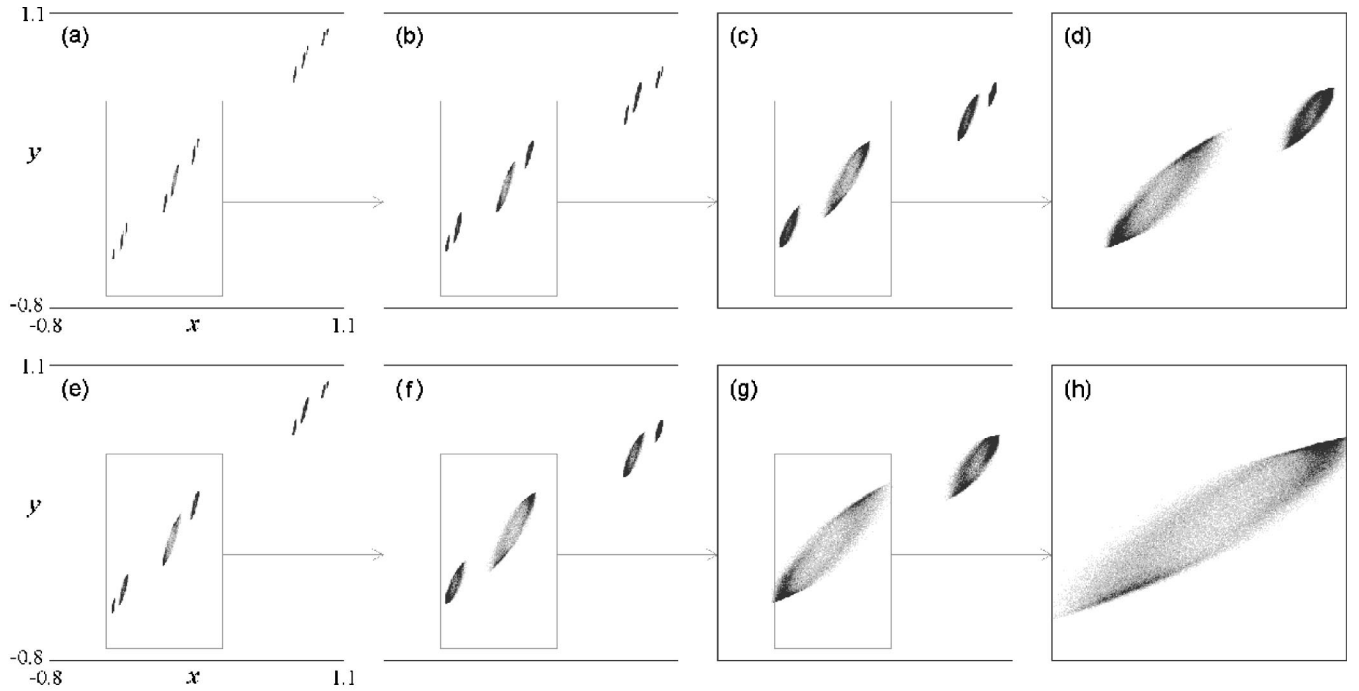 1.1
(a) (b) (c) (d)
y
-0.8
-0.8 x 1.1
1.1
(e) (f) (g) (h)
y
-0.8
-0.8 x 1.1